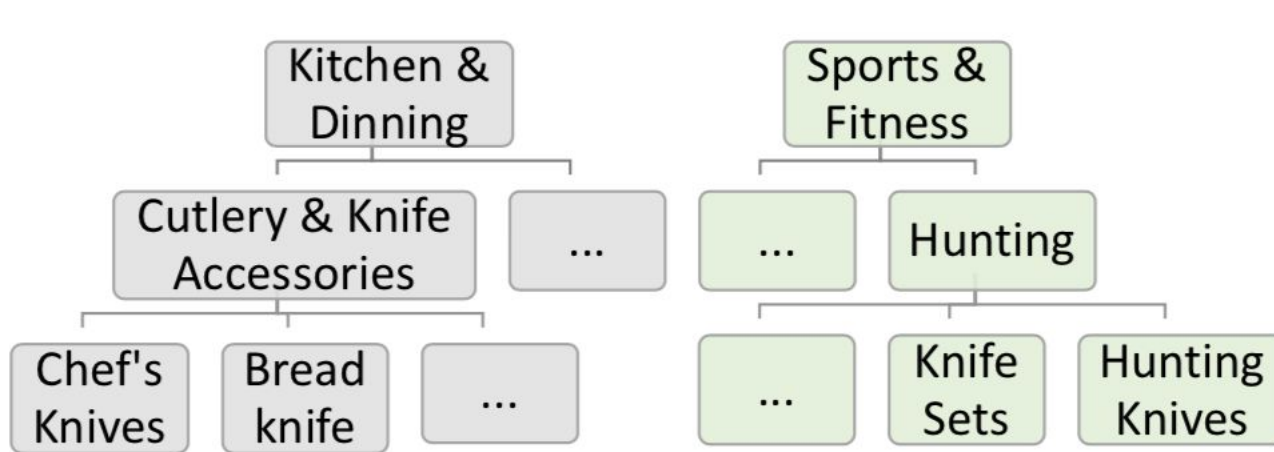 Kitchen &
Dinning
Sports &
Fitness
Cutlery & Knife
Accessories
...
...
Hunting
Chef's
Knives
Bread
knife
...
...
Knife
Sets
Hunting
Knives